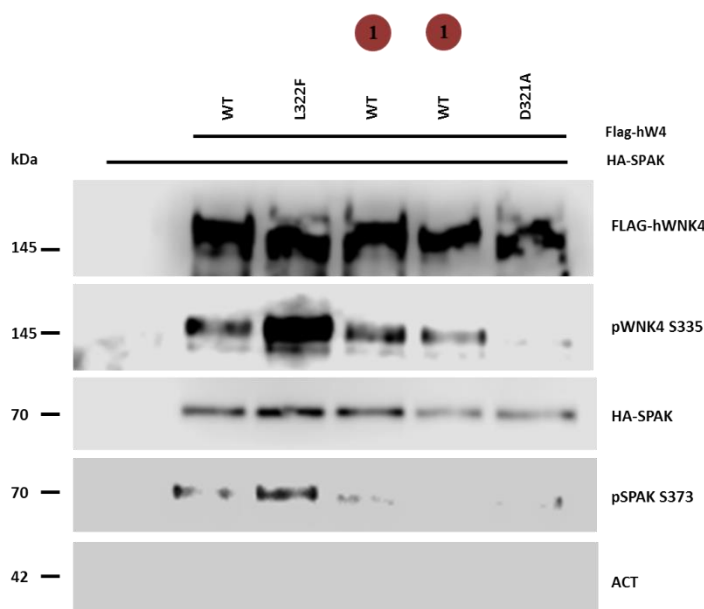 1 1
WT L322F WT WT D321A
Flag-hW4
kDa HA-SPAK
FLAG-hWNK4
145
pWNK4 S335
145
HA-SPAK
70
pSPAK S373
70
ACT
42